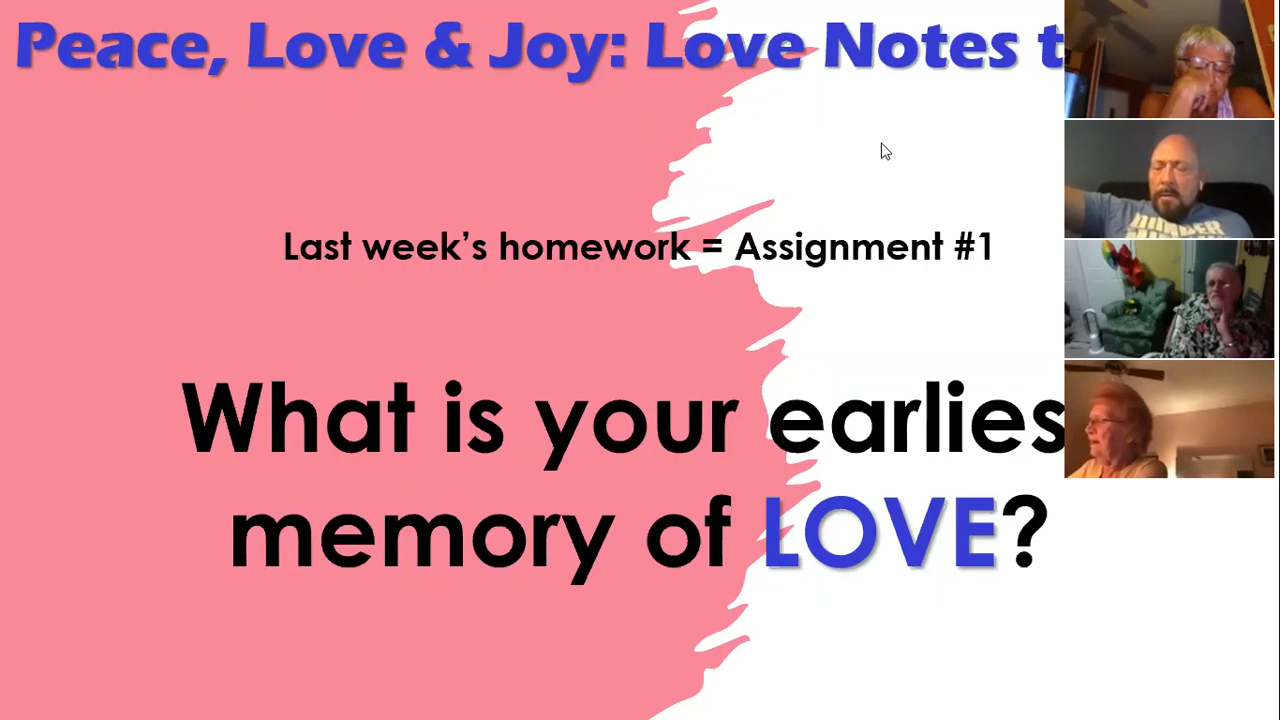 Peace, Love & Joy: Love Notes t
Last week's homework = Assignment #1
What is your earlies
memory of LOVE?